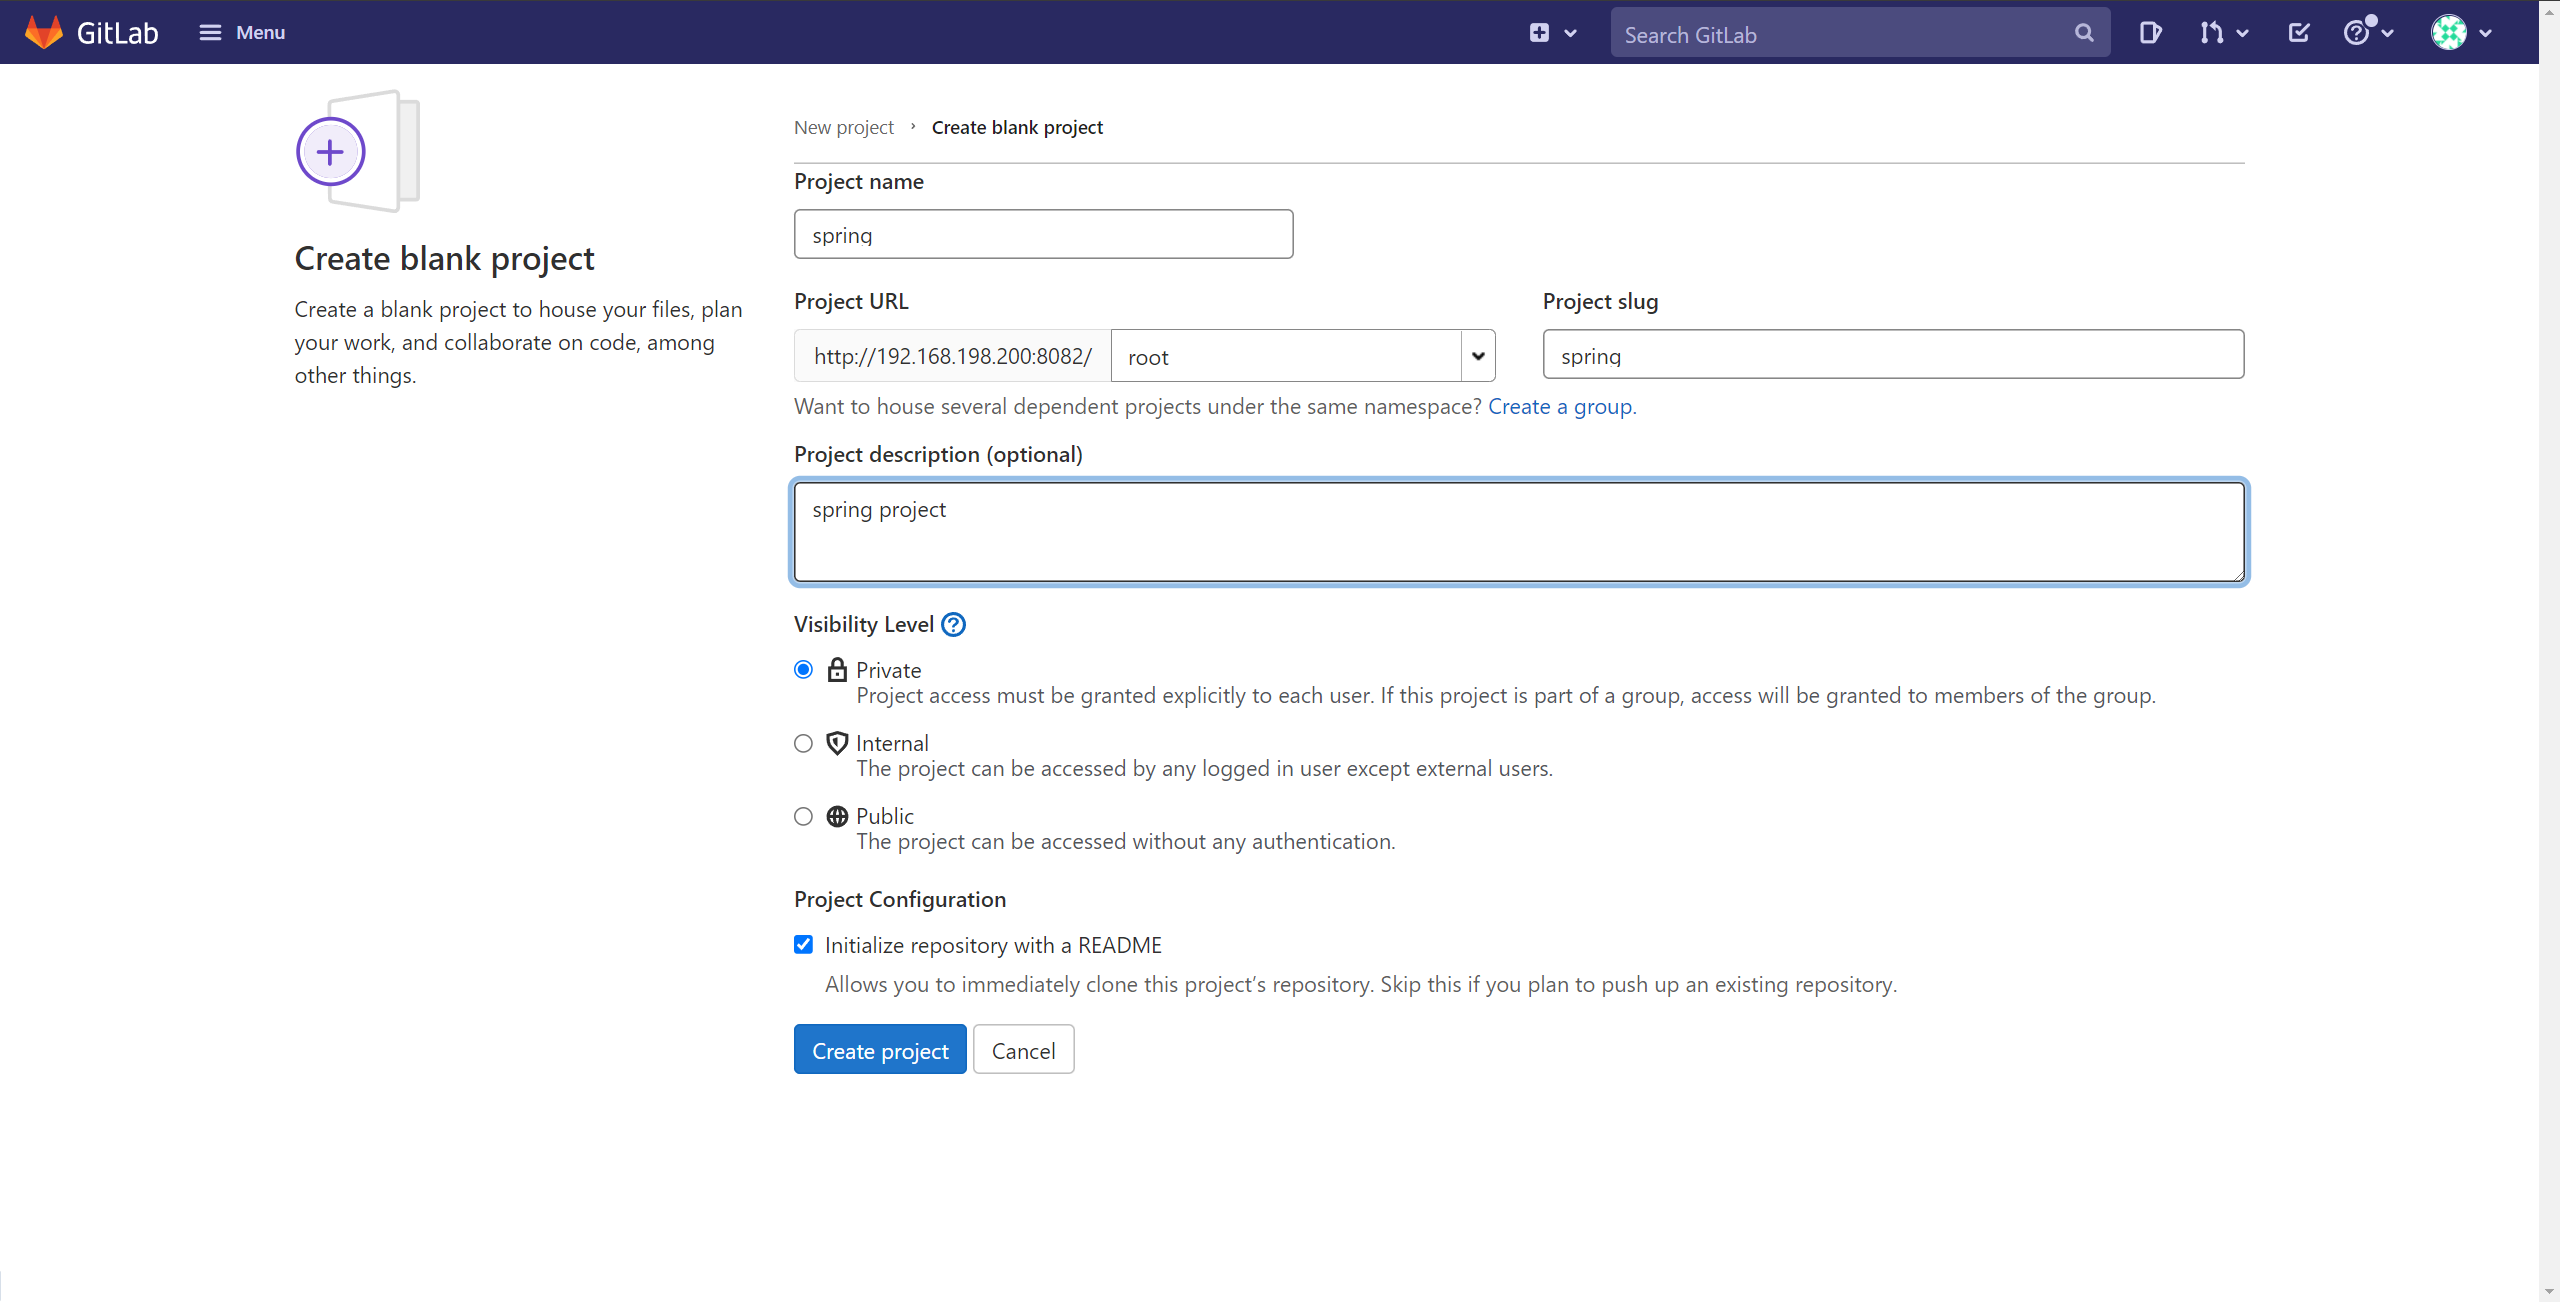 GitLab Menu Search GitLab
New project › Create blank project
Create blank project
Create a blank project to house your files, plan
your work, and collaborate on code, among
other things.
Project name
spring
Project URL Project slug
http://192.168.198.200:8082/ root spring
Want to house several dependent projects under the same namespace? Create a group.
Project description (optional)
spring project
Visibility Level
Private
Project access must be granted explicitly to each user. If this project is part of a group, access will be granted to members of the group.
Internal
The project can be accessed by any logged in user except external users.
Public
The project can be accessed without any authentication.
Project Configuration
Initialize repository with a README
Allows you to immediately clone this project’s repository. Skip this if you plan to push up an existing repository.
Create project Cancel